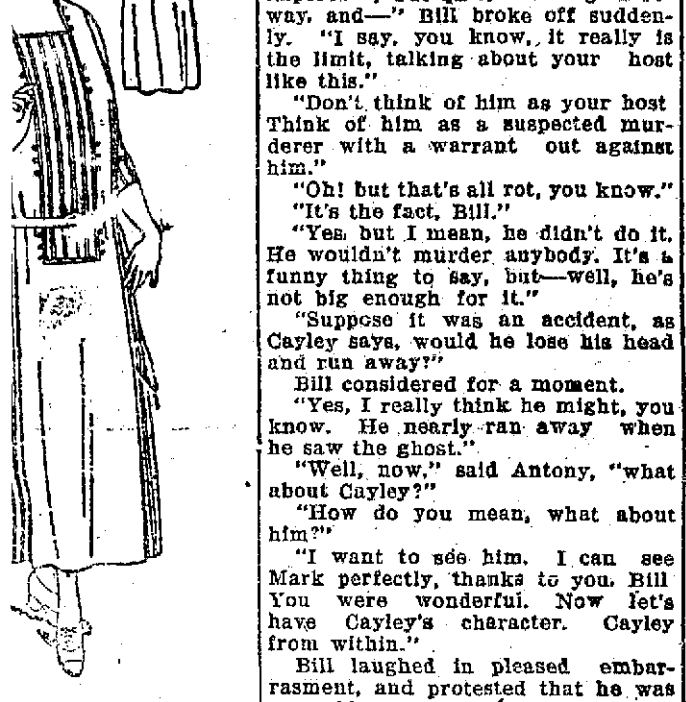 way, and—" Bill broke off sudden-
ly. "I say, you know, it really is
the limit, talking about your host
like this."
"Don't think of him as your host
Think of him as a suspected mur-
derer with a warrant out against
him."
"Oh! but that's all rot, you know."
"It's the fact, Bill."
"Yes, but I mean, he didn't do it.
He wouldn't murder anybody. It's a
funny thing to say, but—well, he's
not big enough for it."
"Suppose it was an accident, as
Cayley says, would he lose his head
and run away?"
Bill considered for a moment.
"Yes, I really think he might, you
know. He nearly ran away when
he saw the ghost."
"Well, now," said Antony, "what
about Cayley?"
"How do you mean, what about
him?"
"I want to see him. I can see
Mark perfectly, thanks to you, Bill
You were wonderful. Now let's
have Cayley's character. Cayley
from within."
Bill laughed in pleased embar-
rasment, and protested that he was